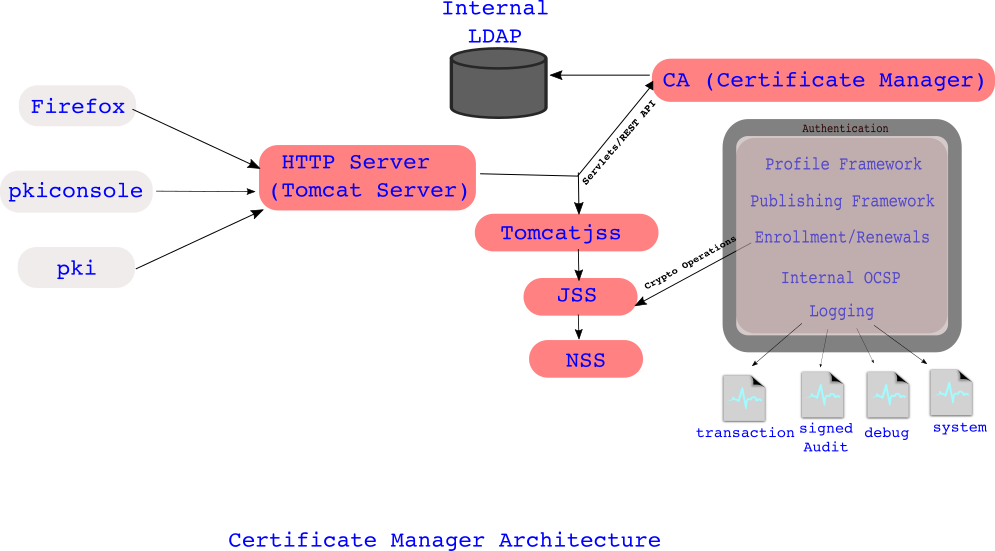 Internal
LDAP
CA (Certificate Manager)
Firefox
Servlets/REST API
Authentication
HTTP Server
(Tomcat Server)
Profile Framework
pkiconsole
Publishing Framework
Tomcatjss
Enrollment/Renewals
Crypto Operations
pki
Internal OCSP
JSS
Logging
NSS
transaction
signed
Audit
debug
system
Certificate Manager Architecture